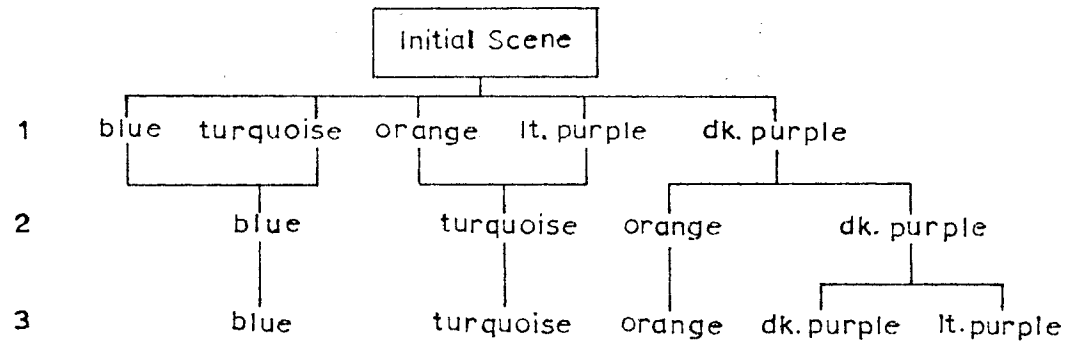 Initial Scene
1 blue turquoise orange lt. purple dk. purple
2 blue turquoise orange dk. purple
3 blue turquoise orange dk. purple lt. purple